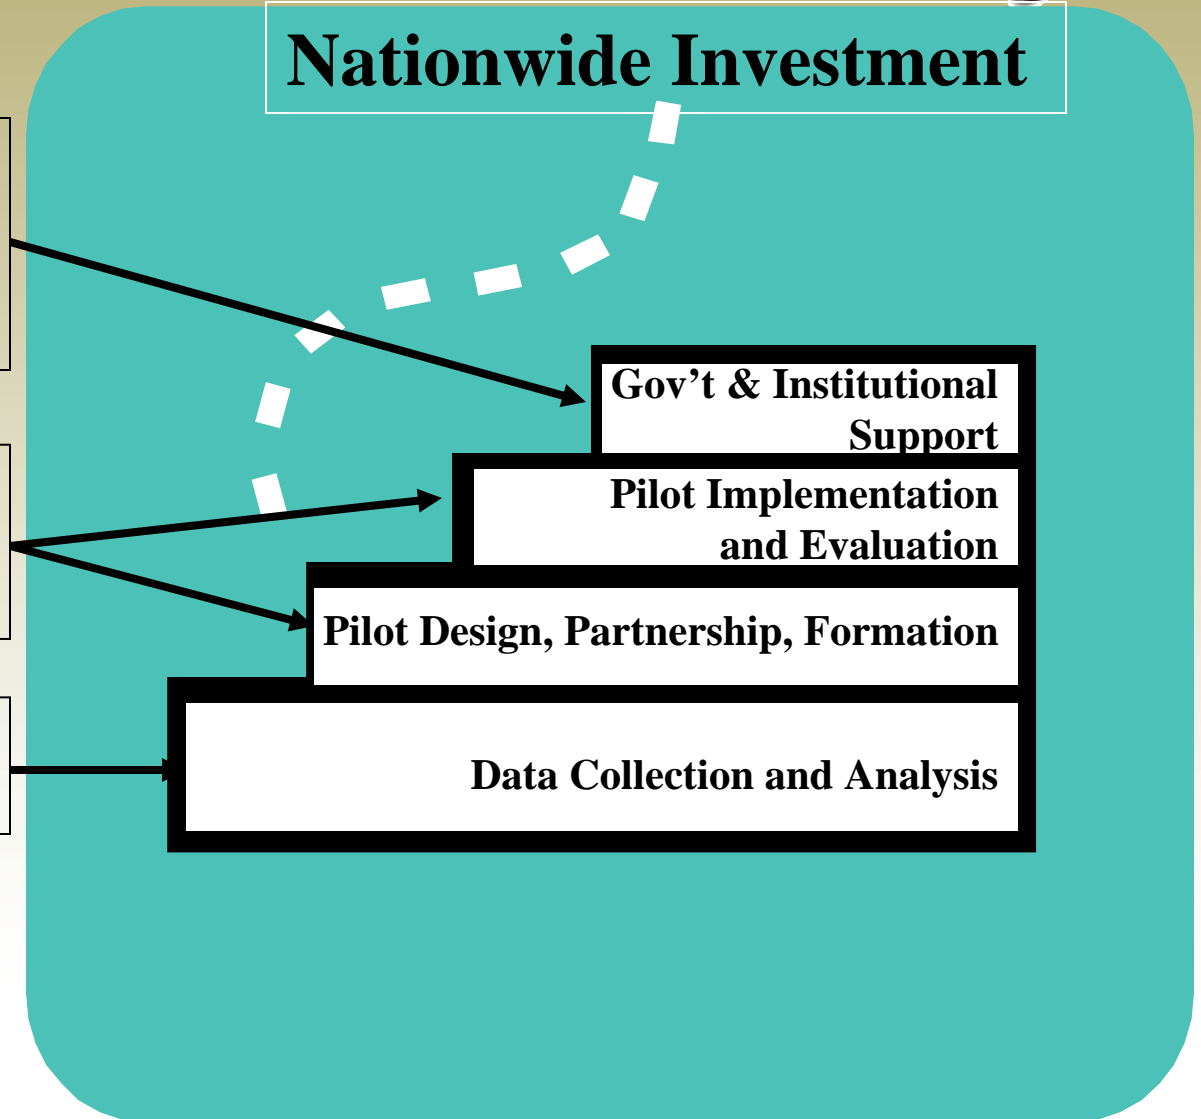 Nationwide Investment
Gov’t & Institutional
Support
Pilot Implementation
and Evaluation
Pilot Design, Partnership, Formation
Data Collection and Analysis